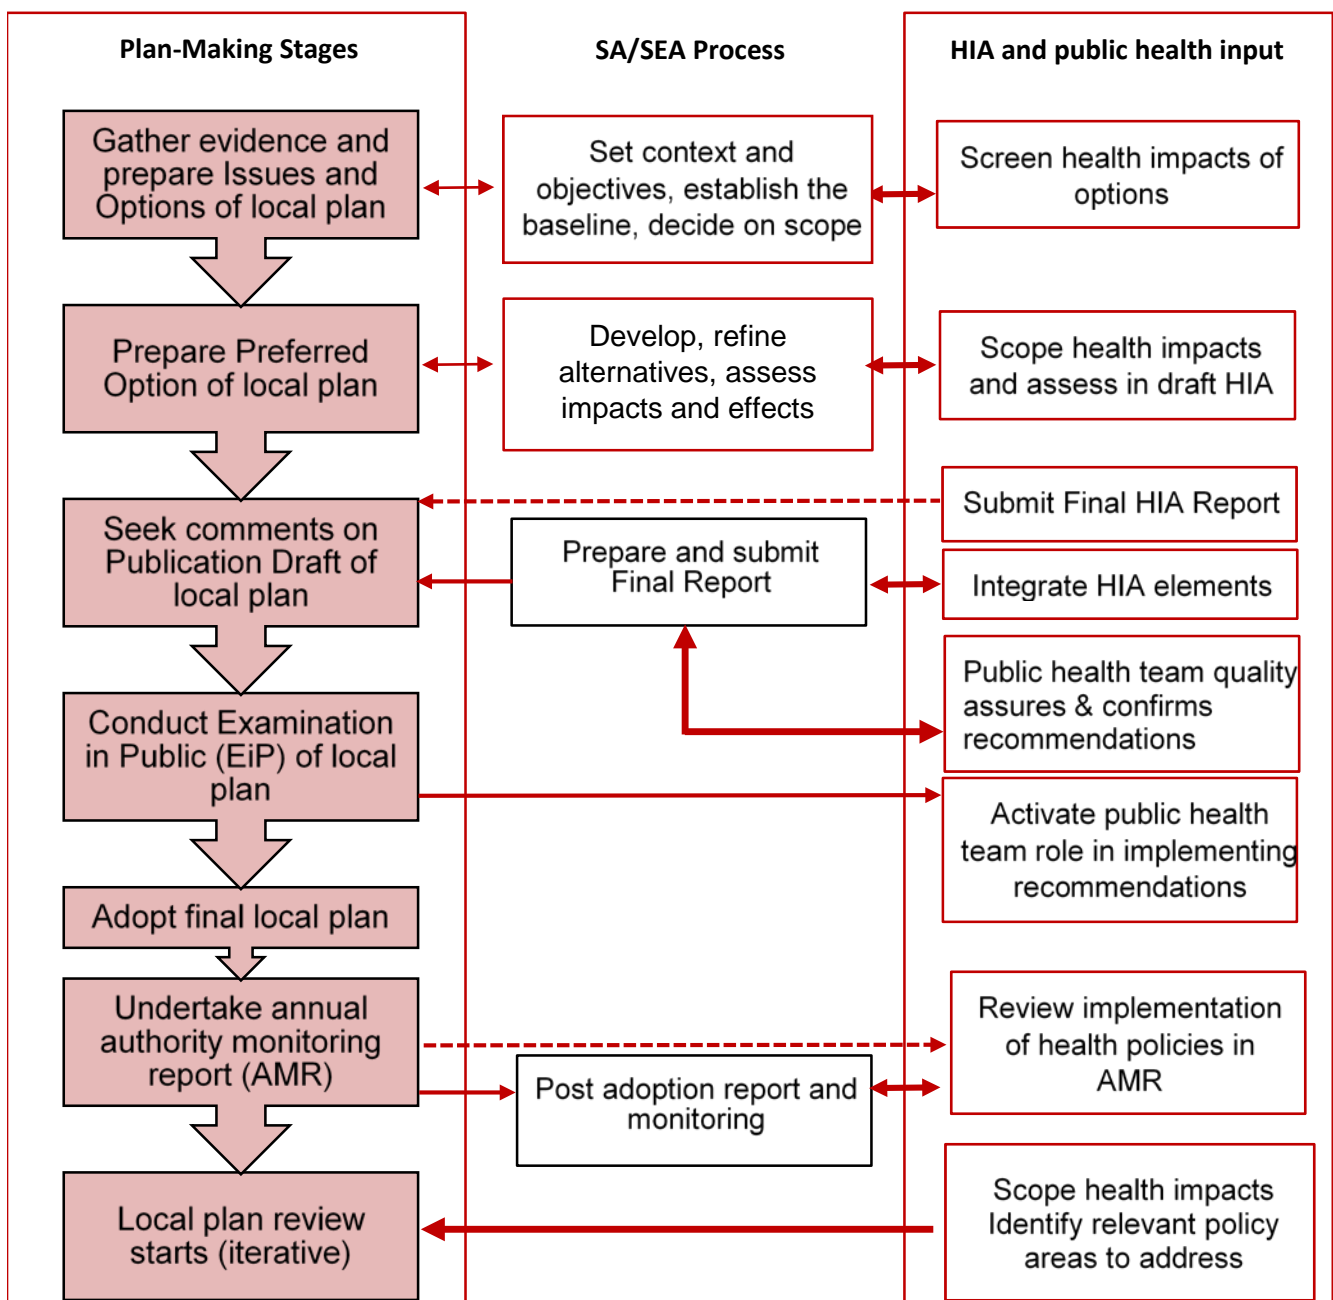 Plan-Making Stages
SA/SEA Process
HIA and public health input
Gather evidence and
prepare Issues and
Options of local plan
Set context and
objectives, establish the
baseline, decide on scope
Screen health impacts of
options
Prepare Preferred
Option of local plan
Develop, refine
alternatives, assess
impacts and effects
Scope health impacts
and assess in draft HIA
Seek comments on
Publication Draft of
local plan
Prepare and submit
Final Report
Submit Final HIA Report
Integrate HIA elements
Public health team quality
assures & confirms
recommendations
Conduct Examination
in Public (EiP) of local
plan
Activate public health
team role in implementing
recommendations
Adopt final local plan
Undertake annual
authority monitoring
report (AMR)
Post adoption report and
monitoring
Review implementation
of health policies in
AMR
Local plan review
starts (iterative)
Scope health impacts
Identify relevant policy
areas to address